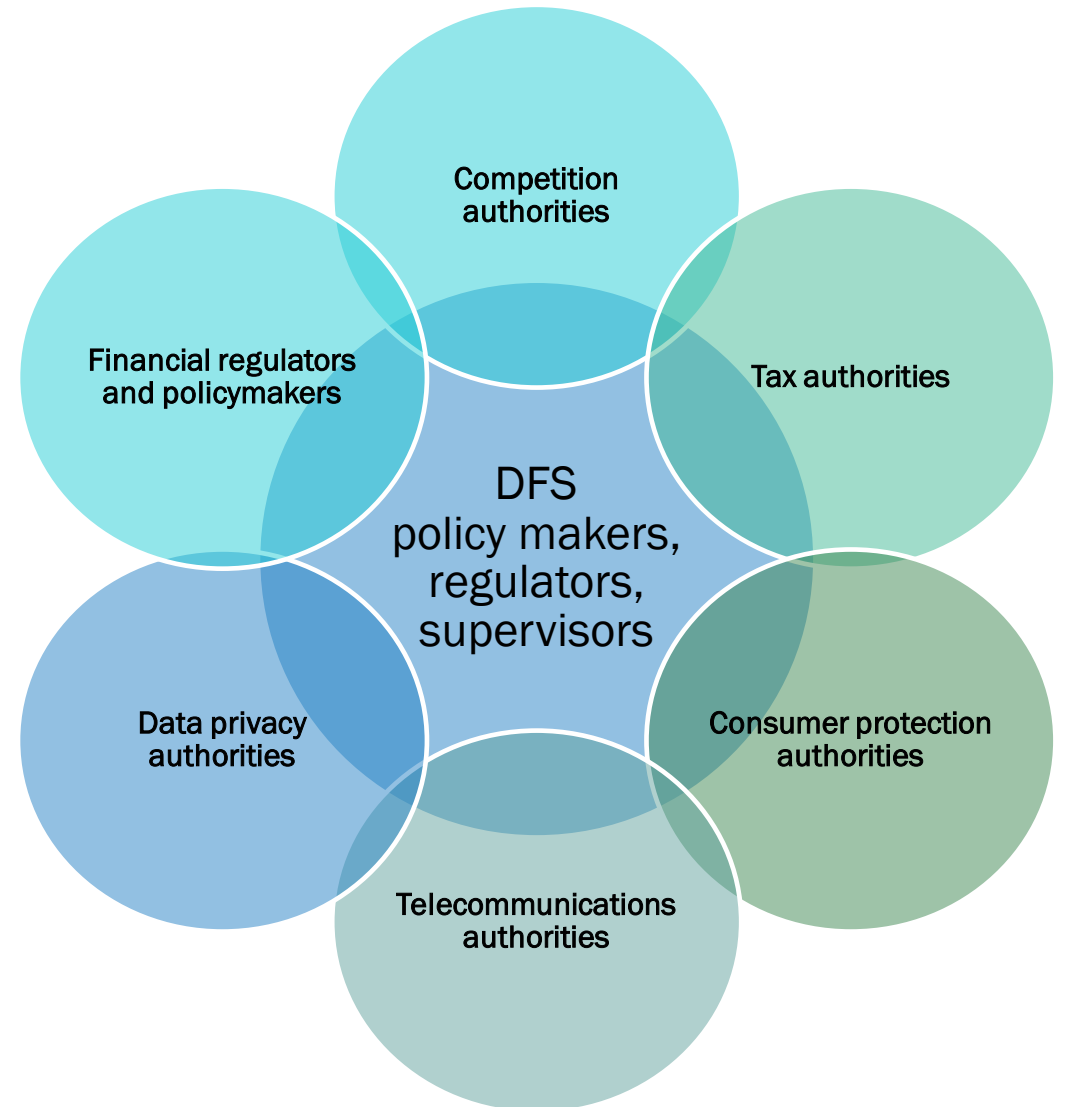 Competition
authorities
Financial regulators
and policymakers
Tax authorities
DFS
policy makers,
regulators,
supervisors
Data privacy
authorities
Consumer protection
authorities
Telecommunications
authorities